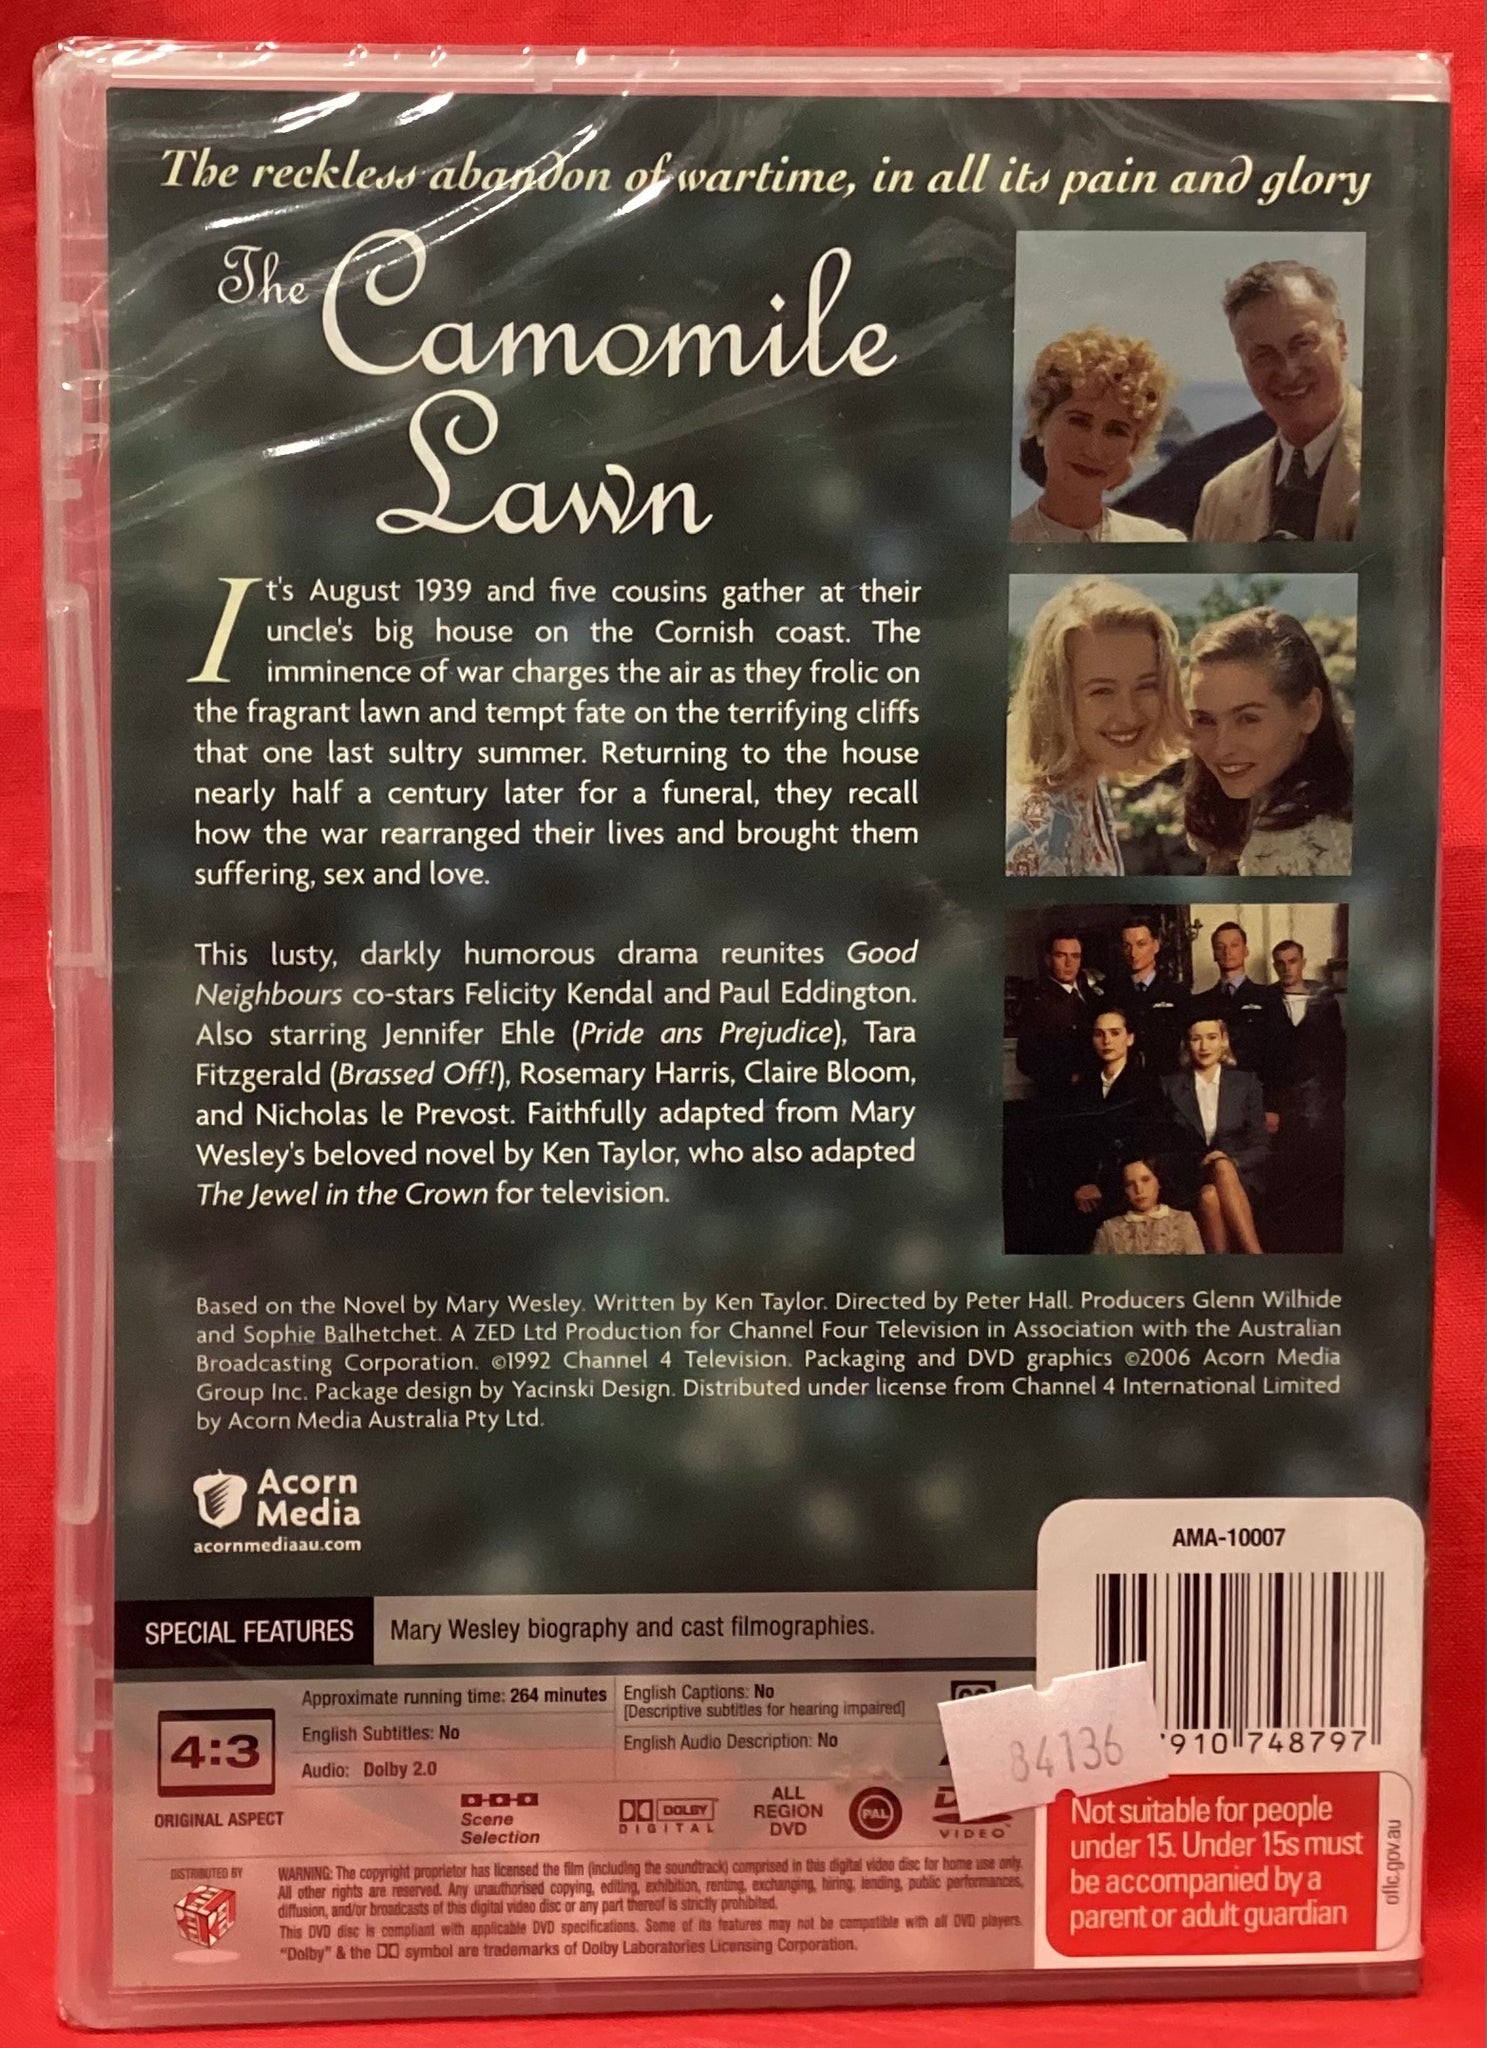 The reckless abandon of wartime, in all its pain and glory
The Camomile
Lawn
It's August 1939 and five cousins gather at their
uncle's big house on the Cornish coast. The
imminence of war charges the air as they frolic on
the fragrant lawn and tempt fate on the terrifying cliffs
that one last sultry summer. Returning to the house
nearly half a century later for a funeral, they recall
how the war rearranged their lives and brought them
suffering, sex and love.
This lusty, darkly humorous drama reunites Good
Neighbours co-stars Felicity Kendal and Paul Eddington.
Also starring Jennifer Ehle (Pride ans Prejudice), Tara
Fitzgerald (Brassed Off!), Rosemary Harris, Claire Bloom,
and Nicholas le Prevost. Faithfully adapted from Mary
Wesley's beloved novel by Ken Taylor, who also adapted
The Jewel in the Crown for television.
Based on the Novel by Mary Wesley. Written by Ken Taylor. Directed by Peter Hall. Producers Glenn Wilhide
and Sophie Balhetchet. A ZED Ltd Production for Channel Four Television in Association with the Australian
Broadcasting Corporation. ©1992 Channel 4 Television. Packaging and DVD graphics ©2006 Acorn Media
Group Inc. Package design by Yacinski Design. Distributed under license from Channel 4 International Limited
by Acorn Media Australia Pty Ltd.
Acorn
Media
acornmediaau.com
AMA-10007
910 748797
84136
SPECIAL FEATURES
Mary Wesley biography and cast filmographies.
4:3
ORIGINAL ASPECT
Approximate running time: 264 minutes
English Subtitles: No
Audio: Dolby 2.0
English Captions: No
[Descriptive subtitles for hearing impaired]
English Audio Description: No
Scene
Selection
DOLBY
DIGITAL
ALL
REGION
DVD
PAL
VIDEO
Not suitable for people
under 15. Under 15s must
be accompanied by a
parent or adult guardian
oflc.gov.au
DISTRIBUTED BY
WARNING: The copyright proprietor has licensed the film (including the soundtrack) comprised in this digital video disc for home use only.
All other rights are reserved. Any unauthorised copying, editing, exhibition, renting, exchanging, hiring, lending, public performances,
diffusion, and/or broadcasts of this digital video disc or any part thereof is strictly prohibited.
This DVD disc is compliant with applicable DVD specifications. Some of its features may not be compatible with all DVD players.
"Dolby" & the DD symbol are trademarks of Dolby Laboratories Licensing Corporation.